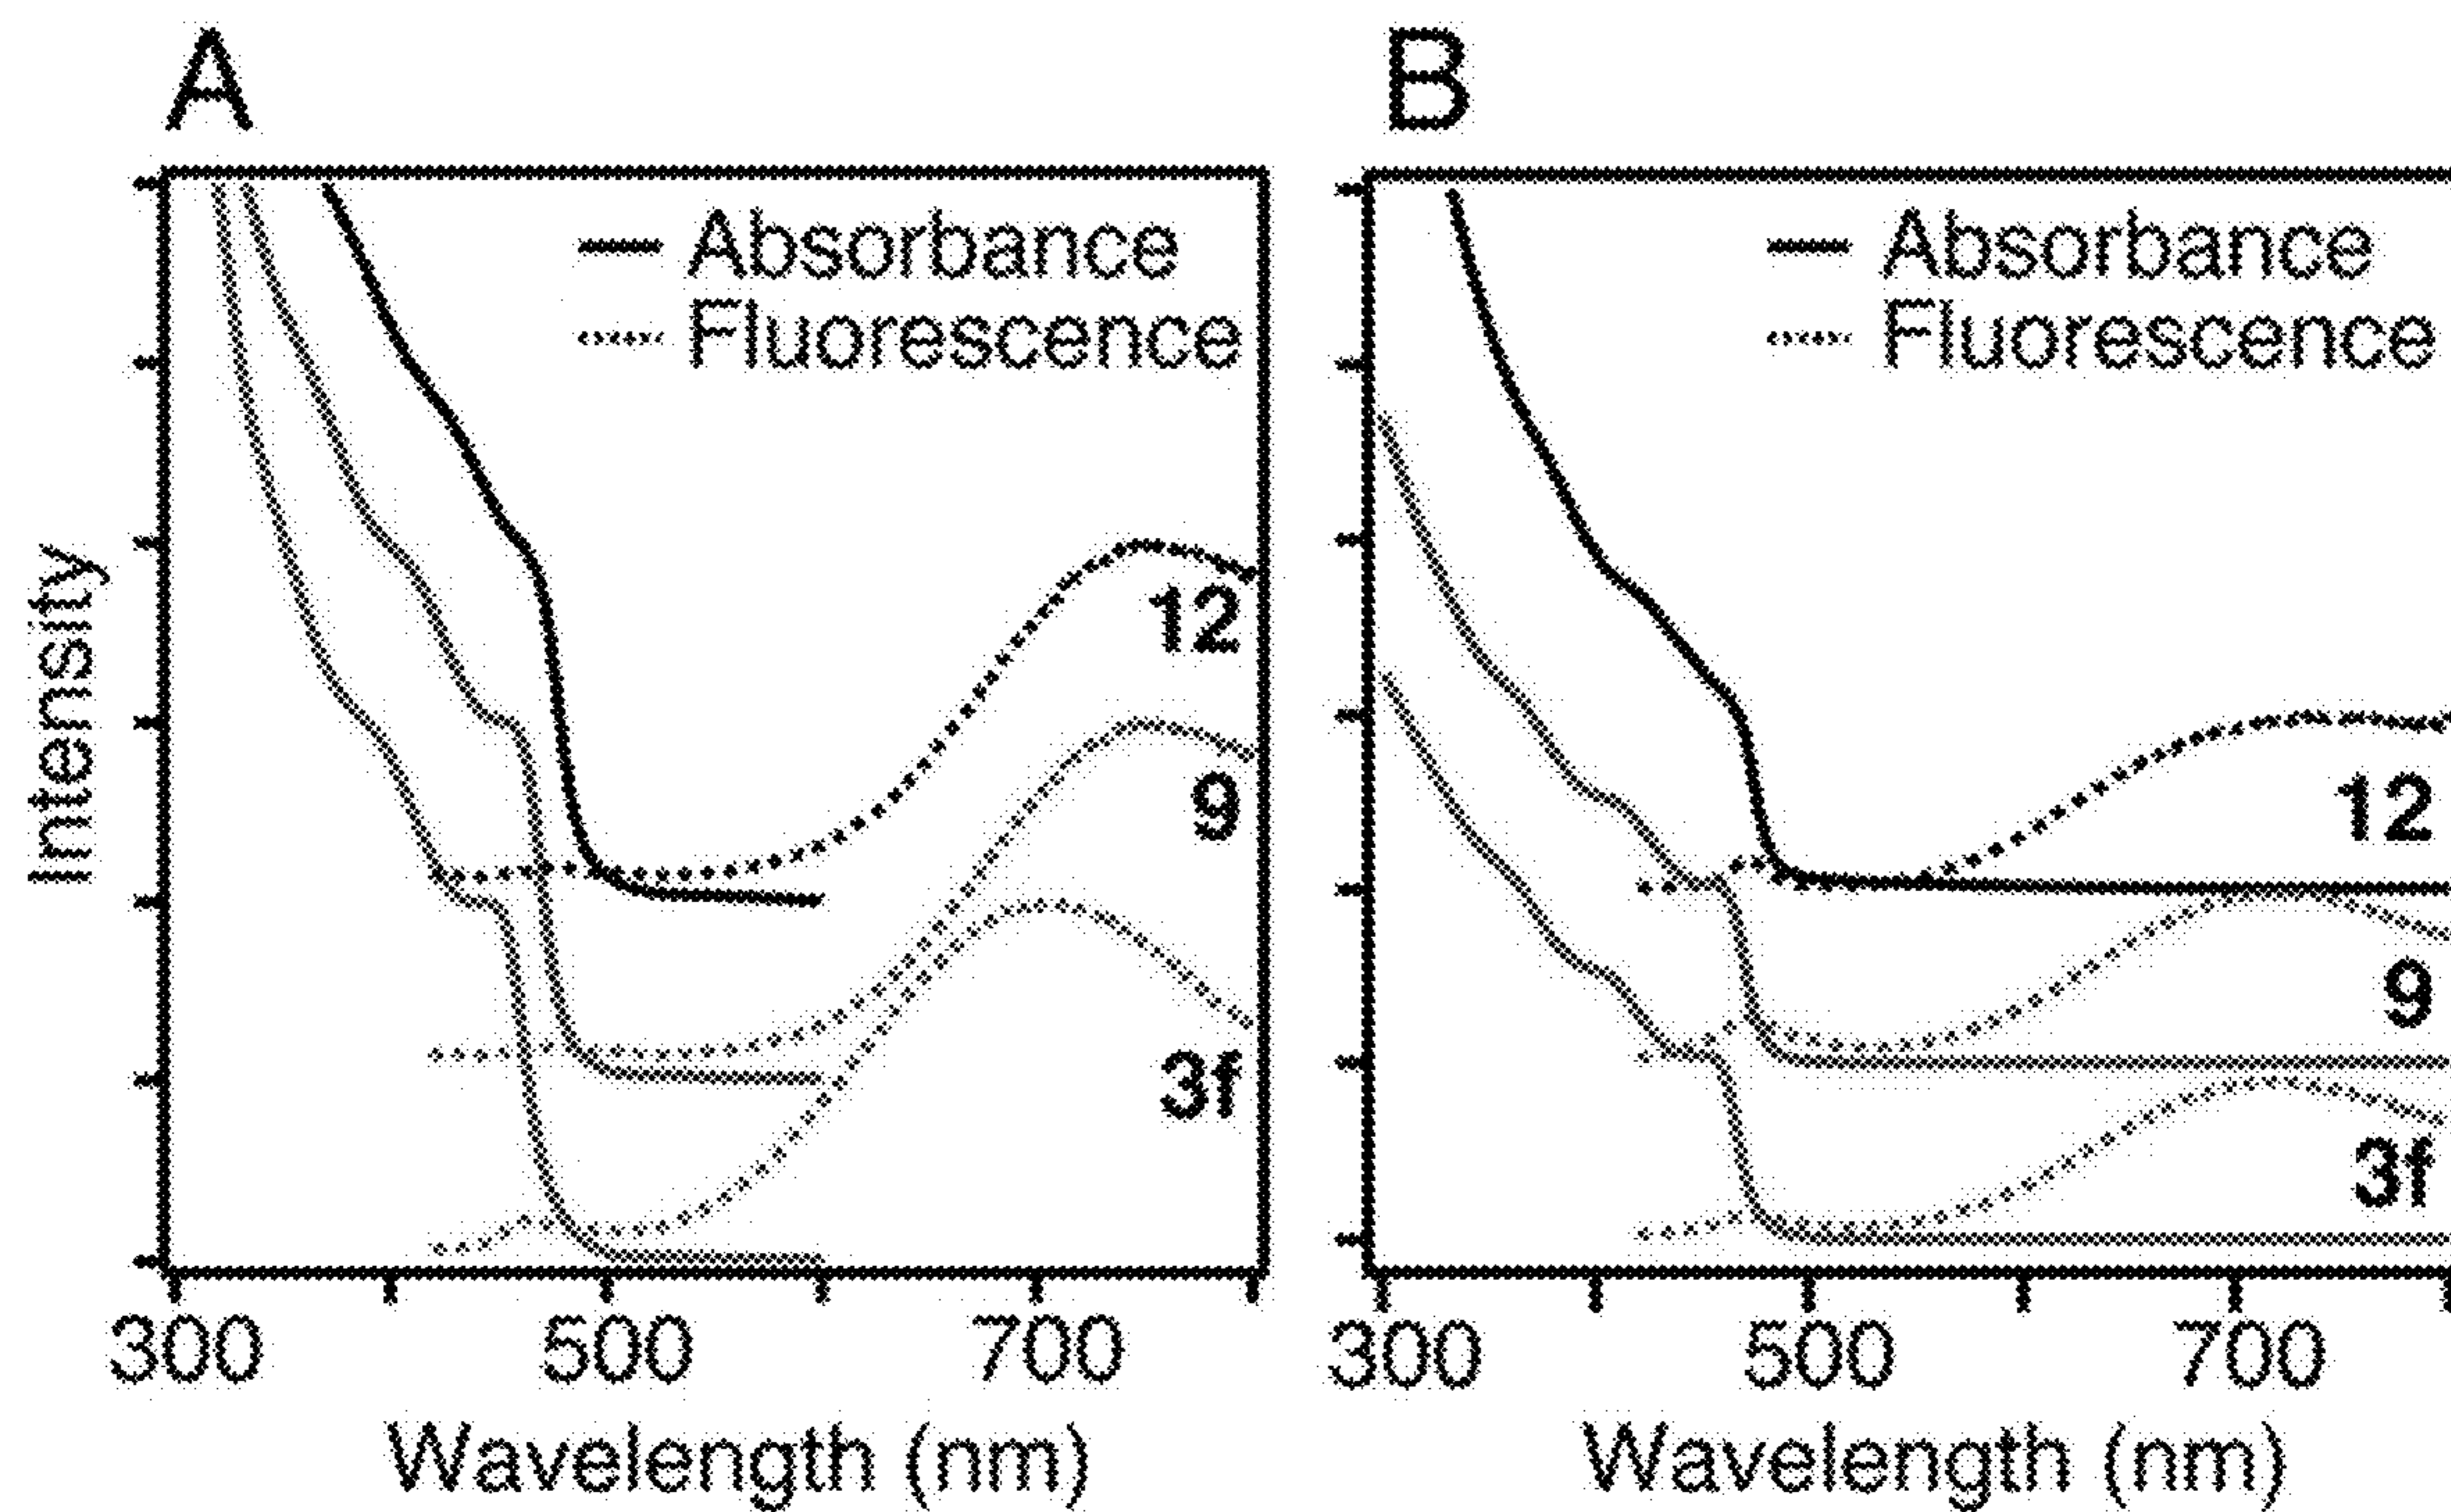 A
Absorbance
Fluorescence
12
9
3f
Intensity
300 500 700
Wavelength (nm)
B
Absorbance
Fluorescence
12
9
3f
300 500 700
Wavelength (nm)